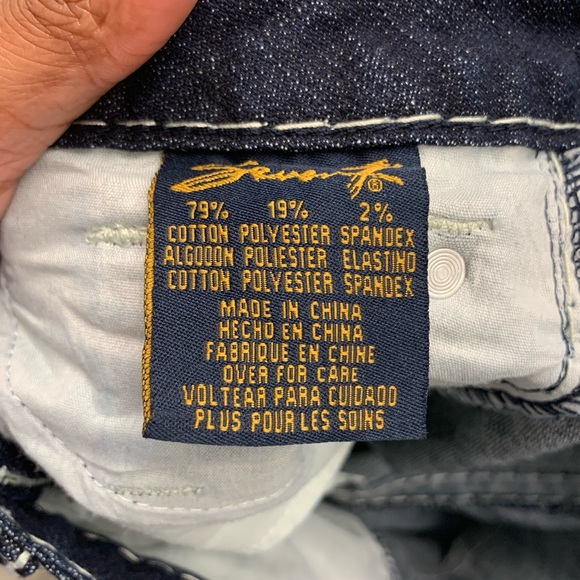 Seven7®
79% 19% 2%
COTTON POLYESTER SPANDEX
ALGODON POLIESTER ELASTINO
COTTON POLYESTER SPANDEX
MADE IN CHINA
HECHO EN CHINA
FABRIQUE EN CHINE
OVER FOR CARE
VOLTEAR PARA CUIDADO
PLUS POUR LES SOINS